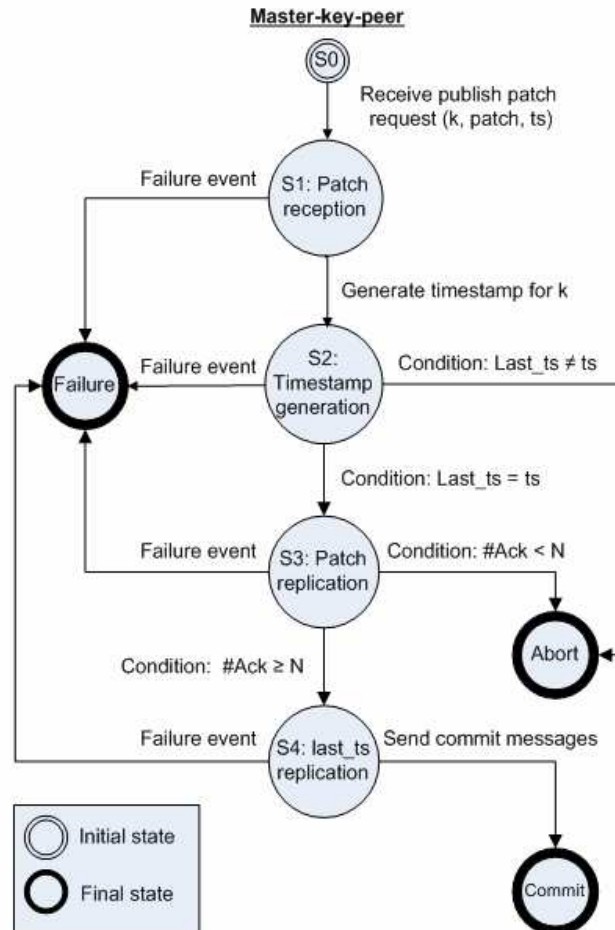 Master-key-peer
S0
Receive publish patch
request (k, patch, ts)
Failure event
S1: Patch
reception
Generate timestamp for k
Failure
Failure event
S2:
Timestamp
generation
Condition: Last_ts ≠ ts
Condition: Last_ts = ts
Failure event
S3: Patch
replication
Condition: #Ack < N
Abort
Condition: #Ack ≥ N
Failure event
S4: last_ts
replication
Send commit messages
Initial state
Final state
Commit